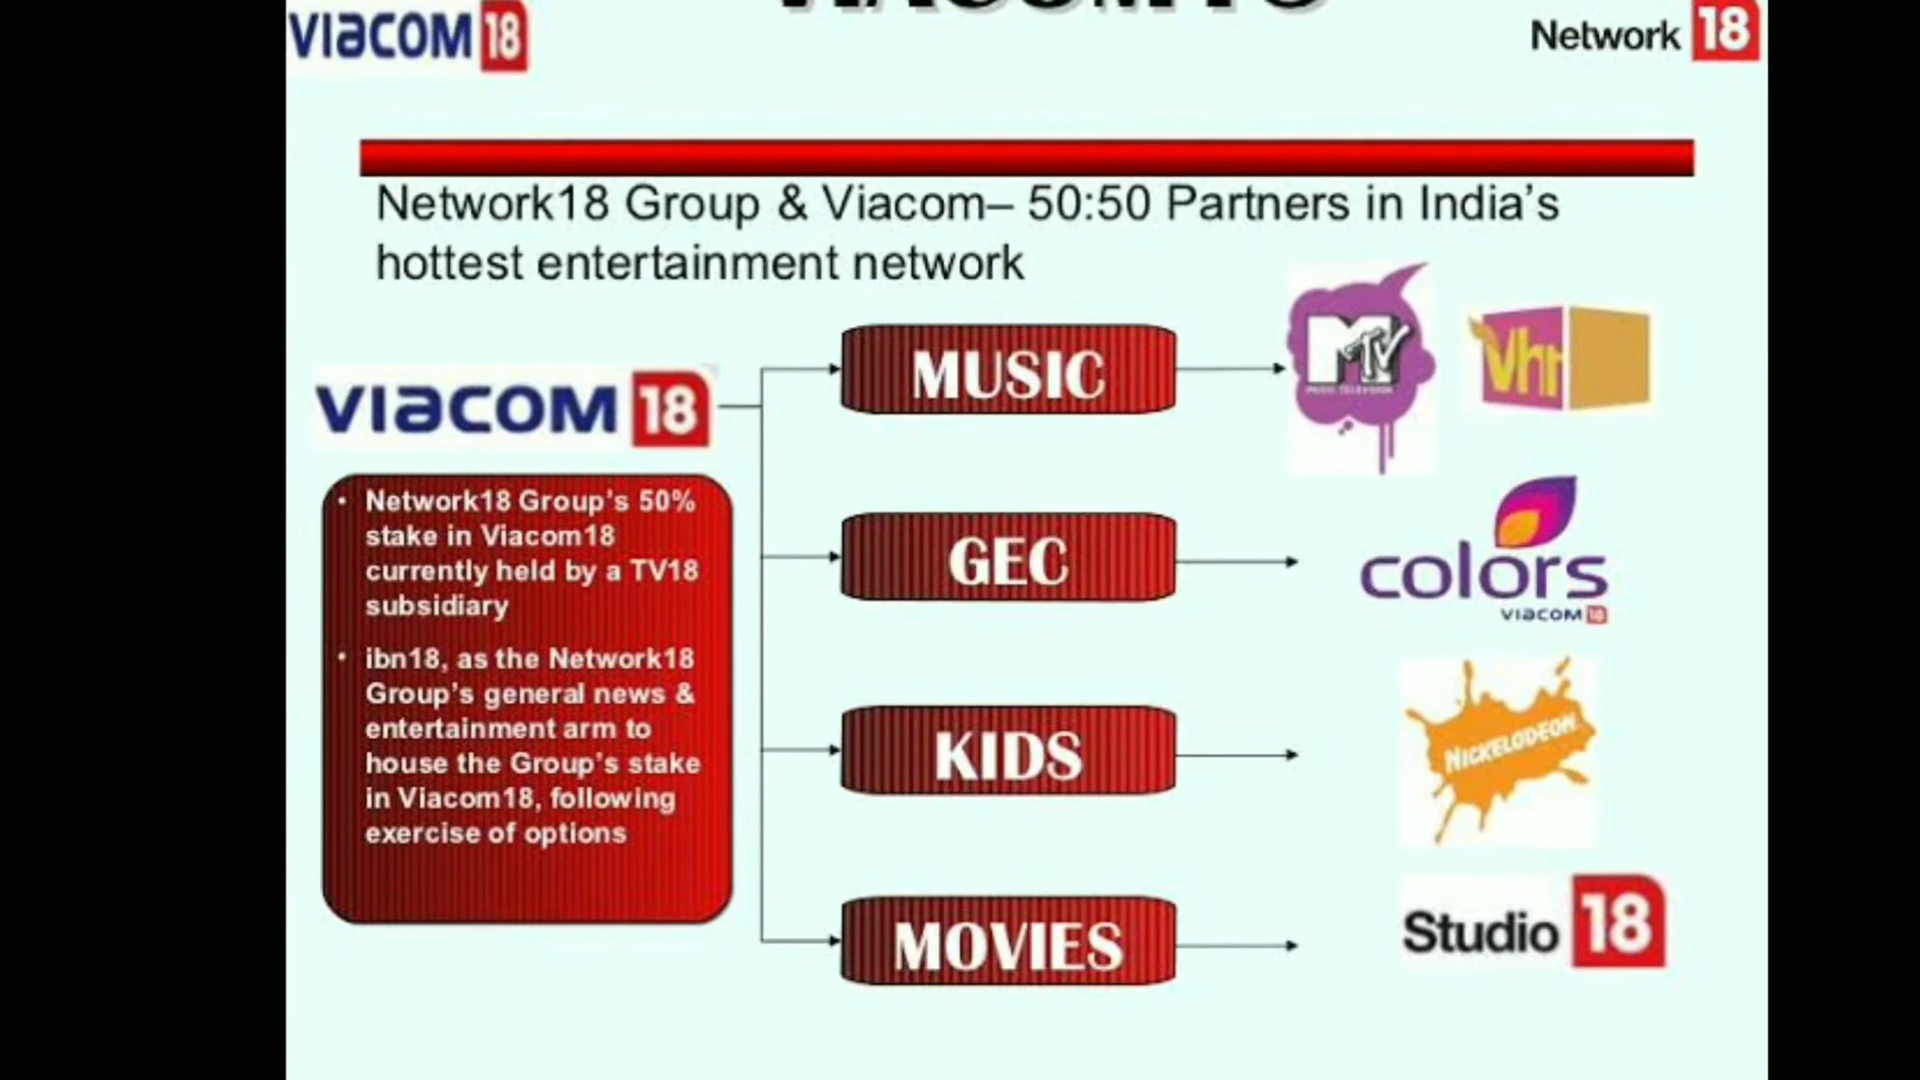 VIACOM 18
VIACOM18
Network 18
Network18 Group & Viacom– 50:50 Partners in India's
hottest entertainment network
VIACOM 18
• Network18 Group's 50%
stake in Viacom18
currently held by a TV18
subsidiary
• ibn18, as the Network18
Group's general news &
entertainment arm to
house the Group's stake
in Viacom18, following
exercise of options
MUSIC
MTV
MUSIC TELEVISION
Vh1
GEC
colors
VIACOM 18
KIDS
NICKELODEON
MOVIES
Studio 18